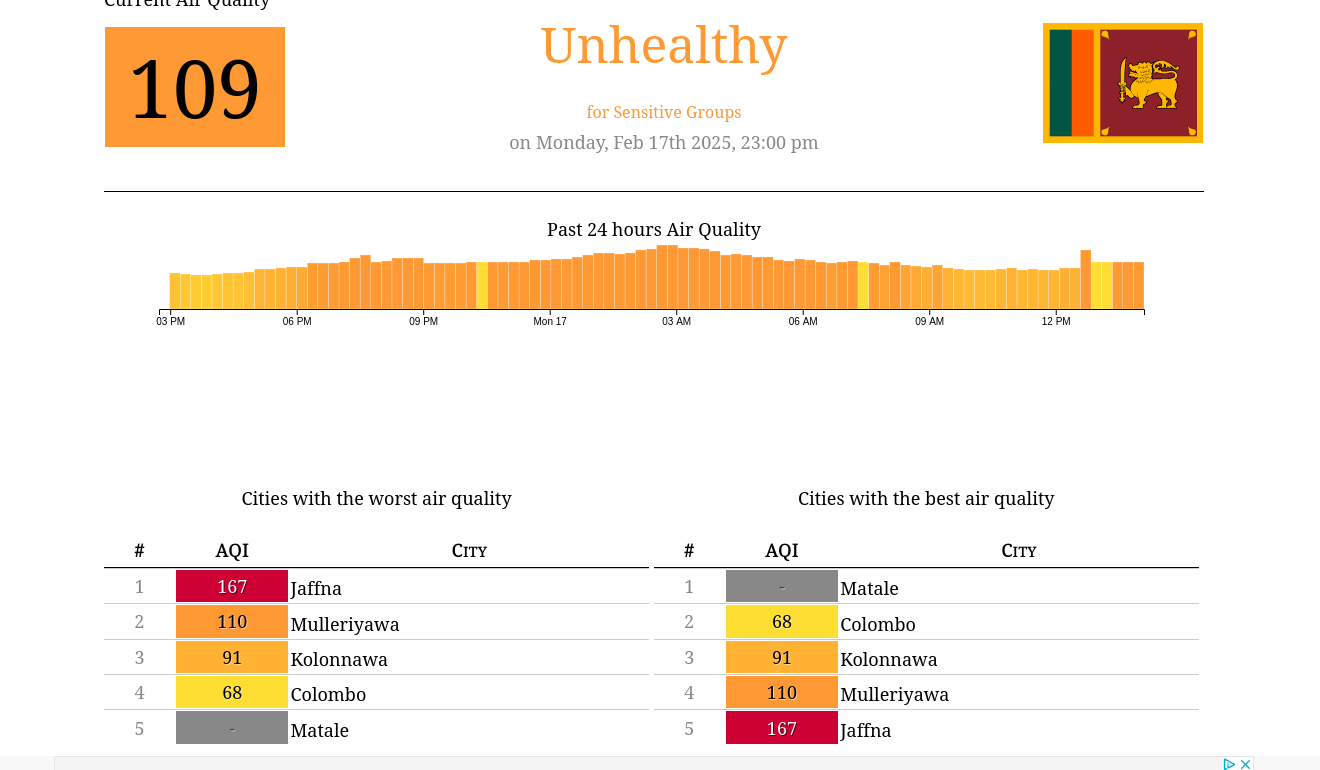 Current Air Quality
109
Unhealthy
for Sensitive Groups
on Monday, Feb 17th 2025, 23:00 pm
Past 24 hours Air Quality
03 PM 06 PM 09 PM Mon 17 03 AM 06 AM 09 AM 12 PM
Cities with the worst air quality
# AQI City
1 167 Jaffna
2 110 Mulleriyawa
3 91 Kolonnawa
4 68 Colombo
5 - Matale
Cities with the best air quality
# AQI City
1 - Matale
2 68 Colombo
3 91 Kolonnawa
4 110 Mulleriyawa
5 167 Jaffna